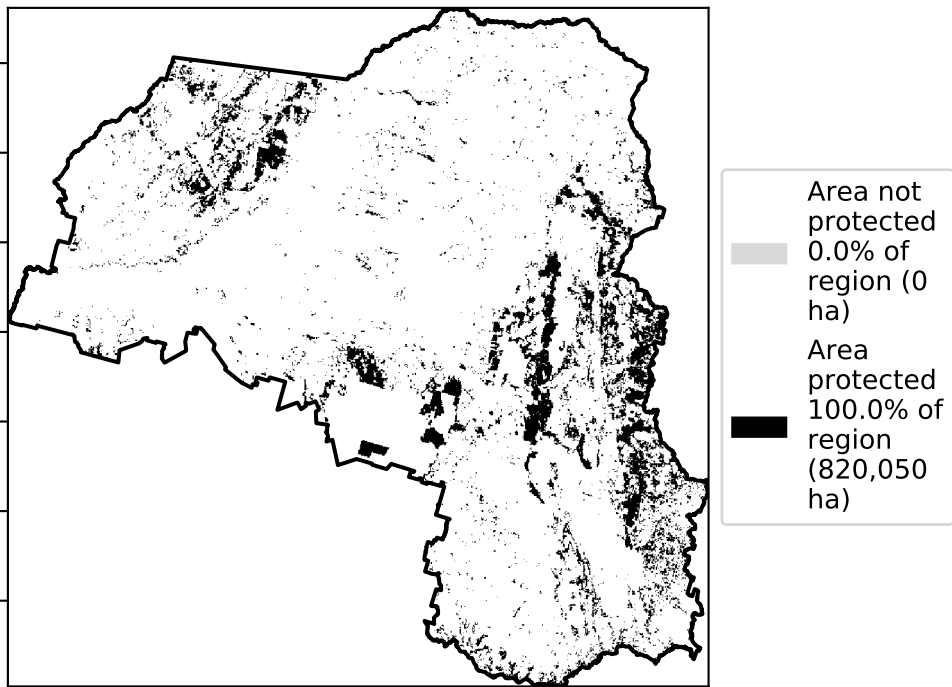 Area not
protected
0.0% of
region (0
ha)
Area
protected
100.0% of
region
(820,050
ha)